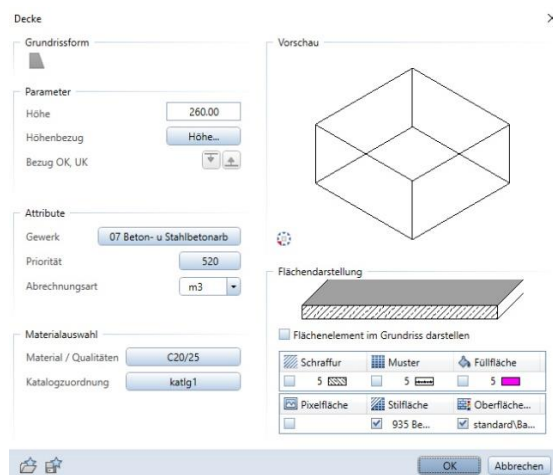 Decke
Grundrissform
Parameter
Höhe 260.00
Höhenbezug Höhe...
Bezug OK, UK
Attribute
Gewerk 07 Beton- u Stahlbetonarb
Priorität 520
Abrechnungsart m3
Materialauswahl
Material / Qualitäten C20/25
Katalogzuordnung katlg1
Vorschau
Flächendarstellung
Flächenelement im Grundriss darstellen
Schraffur Muster Füllfläche
5 5 5
Pixelfläche Stilfläche Oberfläche...
935 Be... standard\Ba...
OK Abbrechen